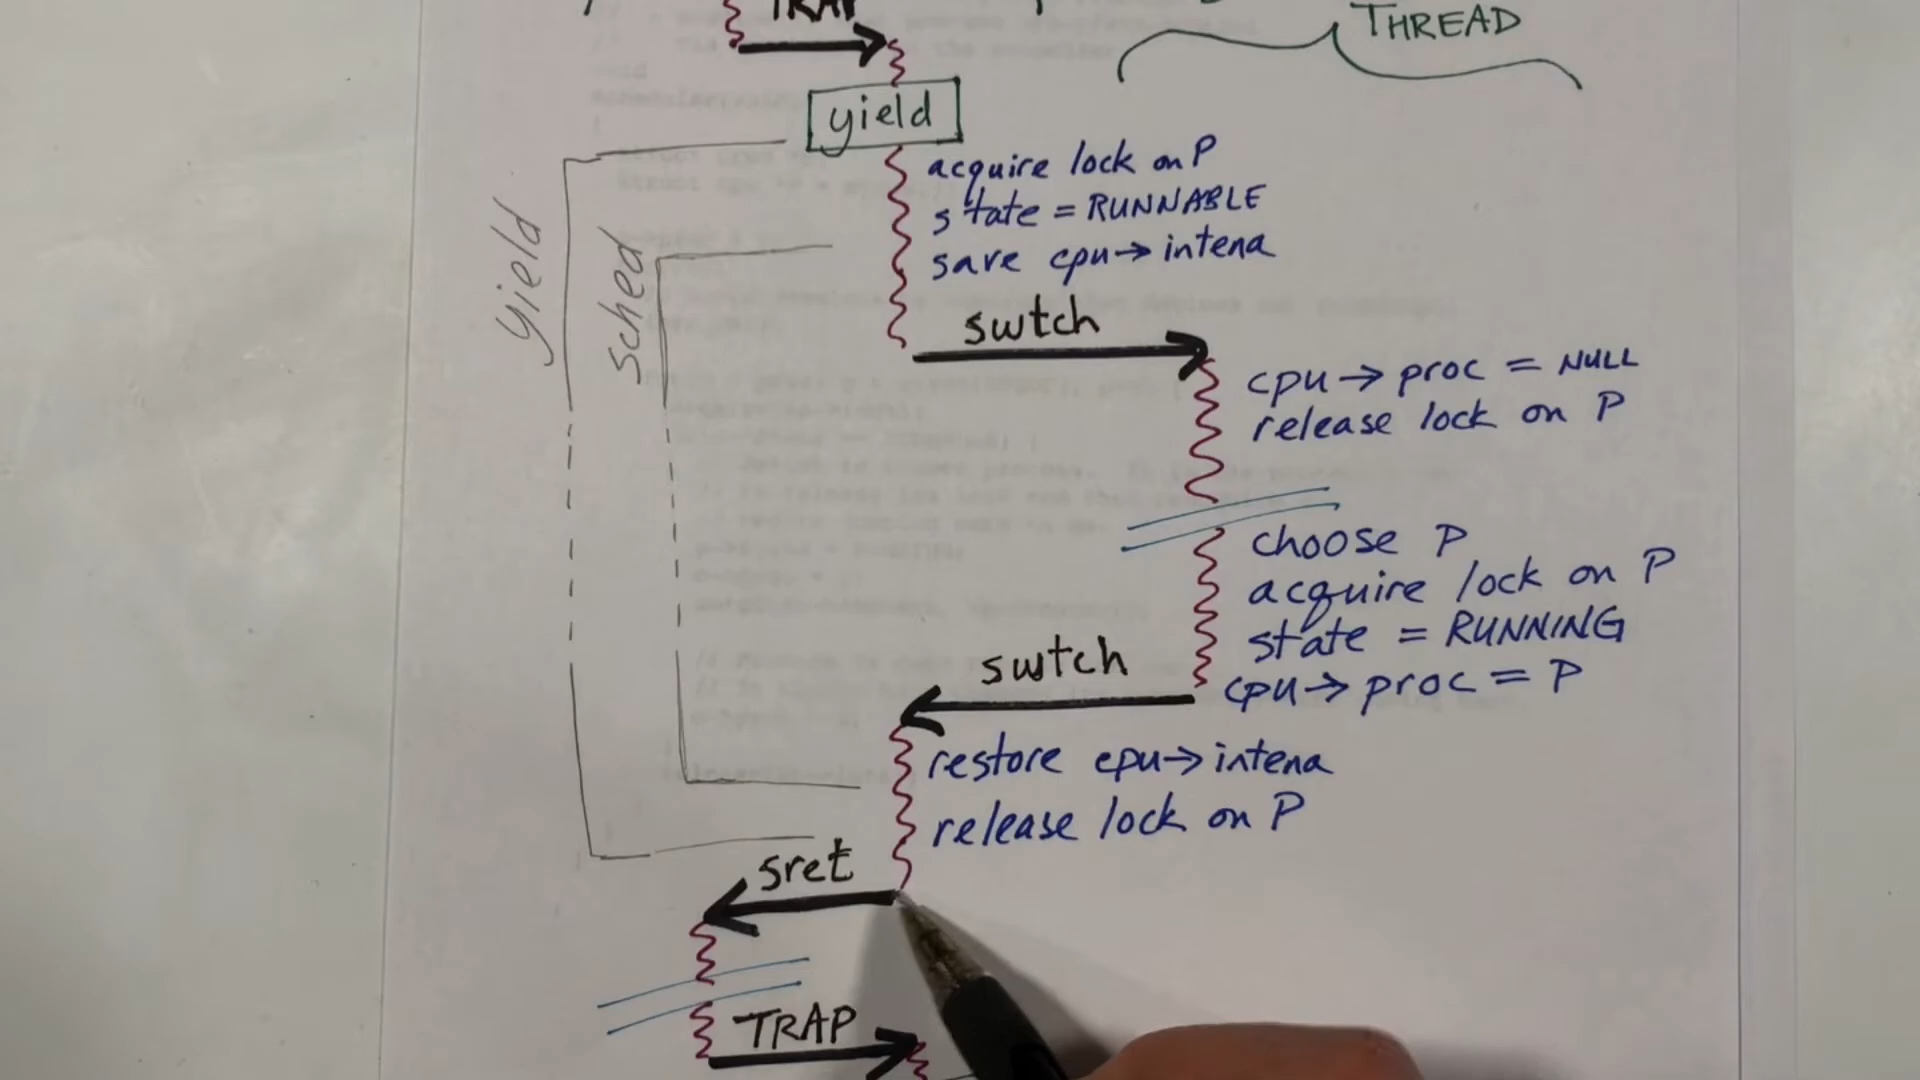 TRAP
THREAD
yield
yield
sched
acquire lock on P
state = RUNNABLE
save cpu → intena
swtch
cpu → proc = NULL
release lock on P
choose P
acquire lock on P
state = RUNNING
cpu → proc = P
swtch
restore cpu → intena
release lock on P
sret
TRAP